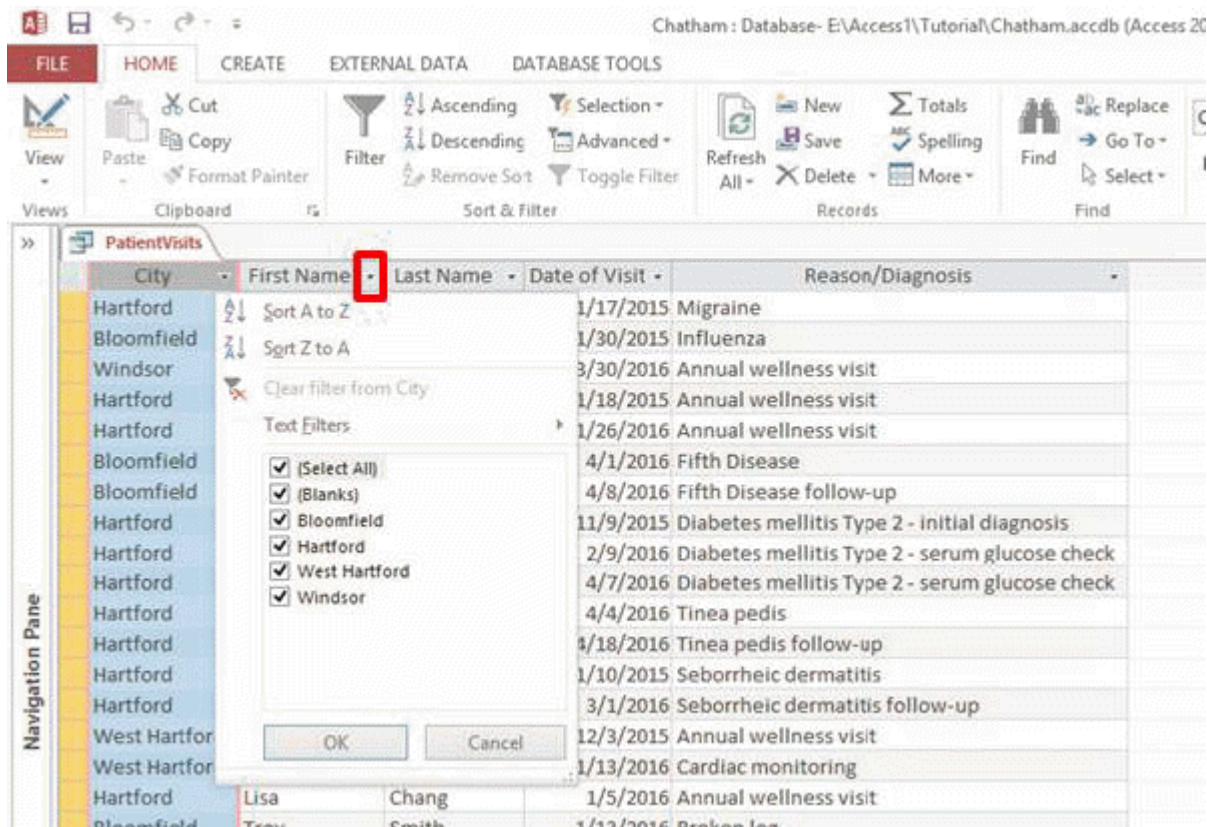 Chatham : Database- E:\Access1\Tutorial\Chatham.accdb (Access 20
FILE HOME CREATE EXTERNAL DATA DATABASE TOOLS
View
Views
Paste
Cut
Copy
Format Painter
Clipboard
Filter
Ascending
Descending
Remove Sort
Selection
Advanced
Toggle Filter
Sort & Filter
Refresh
All
New
Save
Delete
Totals
Spelling
More
Records
Find
Replace
Go To
Select
Find
Navigation Pane
PatientVisits
City First Name Last Name Date of Visit Reason/Diagnosis
Hartford 1/17/2015 Migraine
Bloomfield 1/30/2015 Influenza
Windsor 3/30/2016 Annual wellness visit
Hartford 1/18/2015 Annual wellness visit
Hartford 1/26/2016 Annual wellness visit
Bloomfield 4/1/2016 Fifth Disease
Bloomfield 4/8/2016 Fifth Disease follow-up
Hartford 11/9/2015 Diabetes mellitis Type 2 - initial diagnosis
Hartford 2/9/2016 Diabetes mellitis Type 2 - serum glucose check
Hartford 4/7/2016 Diabetes mellitis Type 2 - serum glucose check
Hartford 4/4/2016 Tinea pedis
Hartford 4/18/2016 Tinea pedis follow-up
Hartford 1/10/2015 Seborrheic dermatitis
Hartford 3/1/2016 Seborrheic dermatitis follow-up
West Hartfor 12/3/2015 Annual wellness visit
West Hartfor 1/13/2016 Cardiac monitoring
Hartford Lisa Chang 1/5/2016 Annual wellness visit
Bloomfield Troy Smith 1/13/2016 Broken leg
Sort A to Z
Sort Z to A
Clear filter from City
Text Filters
(Select All)
(Blanks)
Bloomfield
Hartford
West Hartford
Windsor
OK Cancel